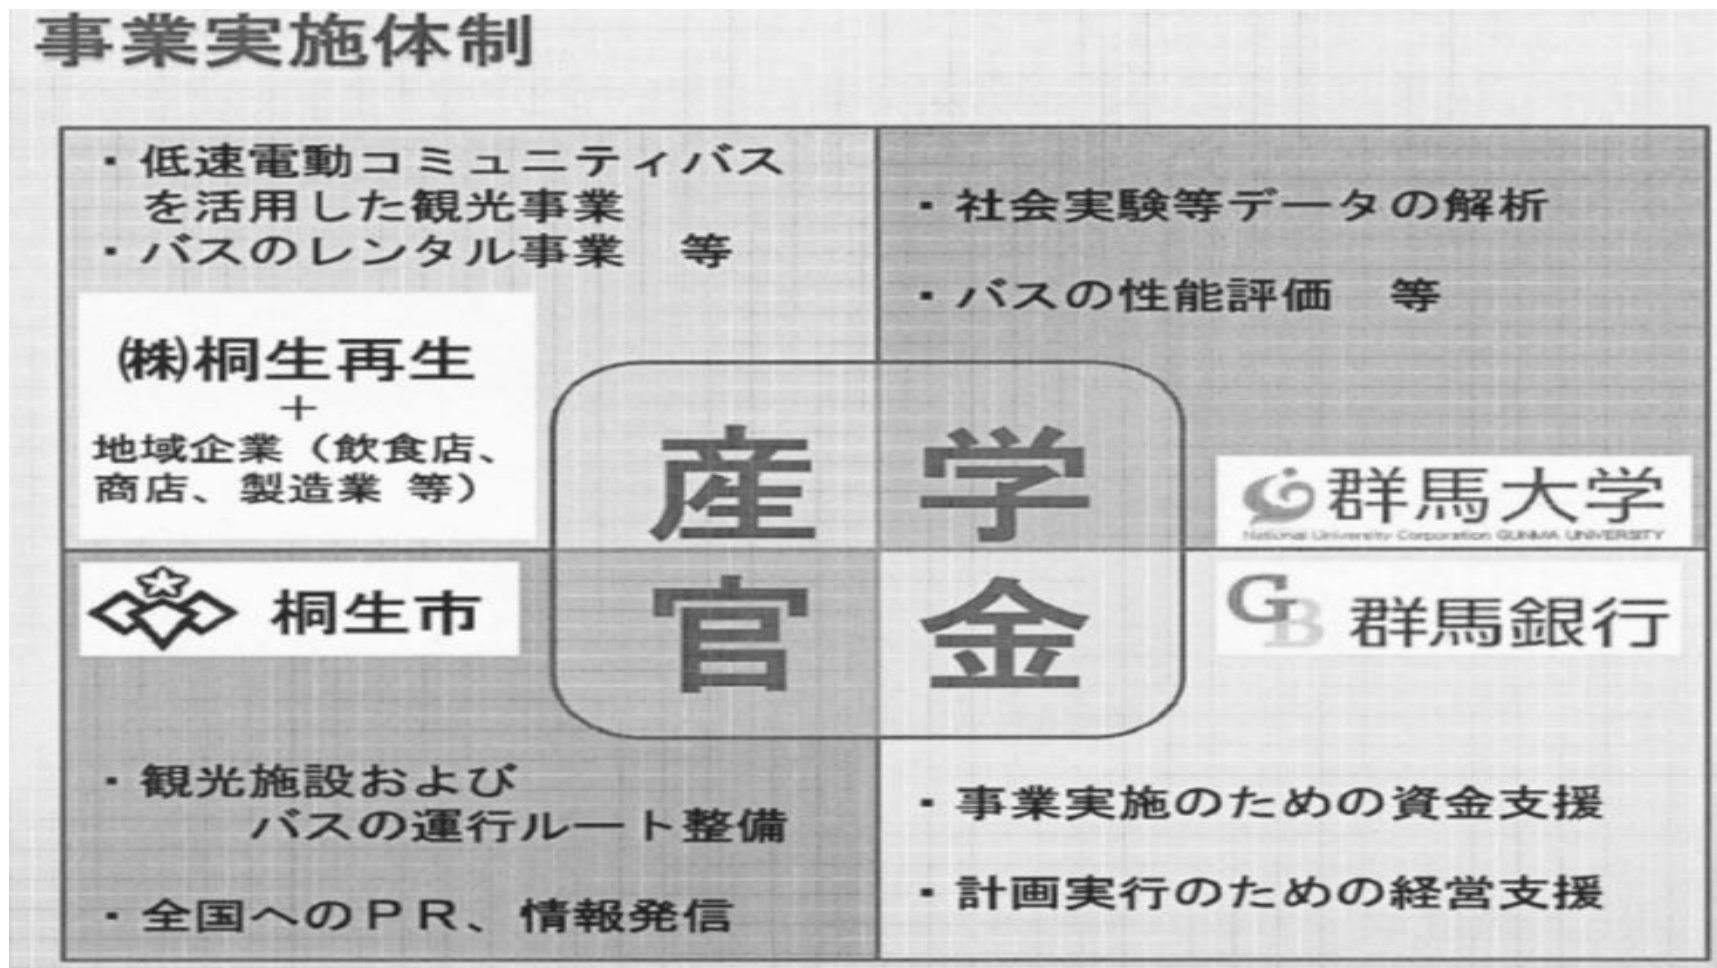 事業実施体制
・低速電動コミュニティバス
を活用した観光事業
・バスのレンタル事業　等
㈱桐生再生
＋
地域企業（飲食店、
商店、製造業 等）
・社会実験等データの解析
・バスの性能評価　等
群馬大学
National University Corporation GUNMA UNIVERSITY
産 学
官 金
桐生市
・観光施設および
バスの運行ルート整備
・全国へのＰＲ、情報発信
GB 群馬銀行
・事業実施のための資金支援
・計画実行のための経営支援